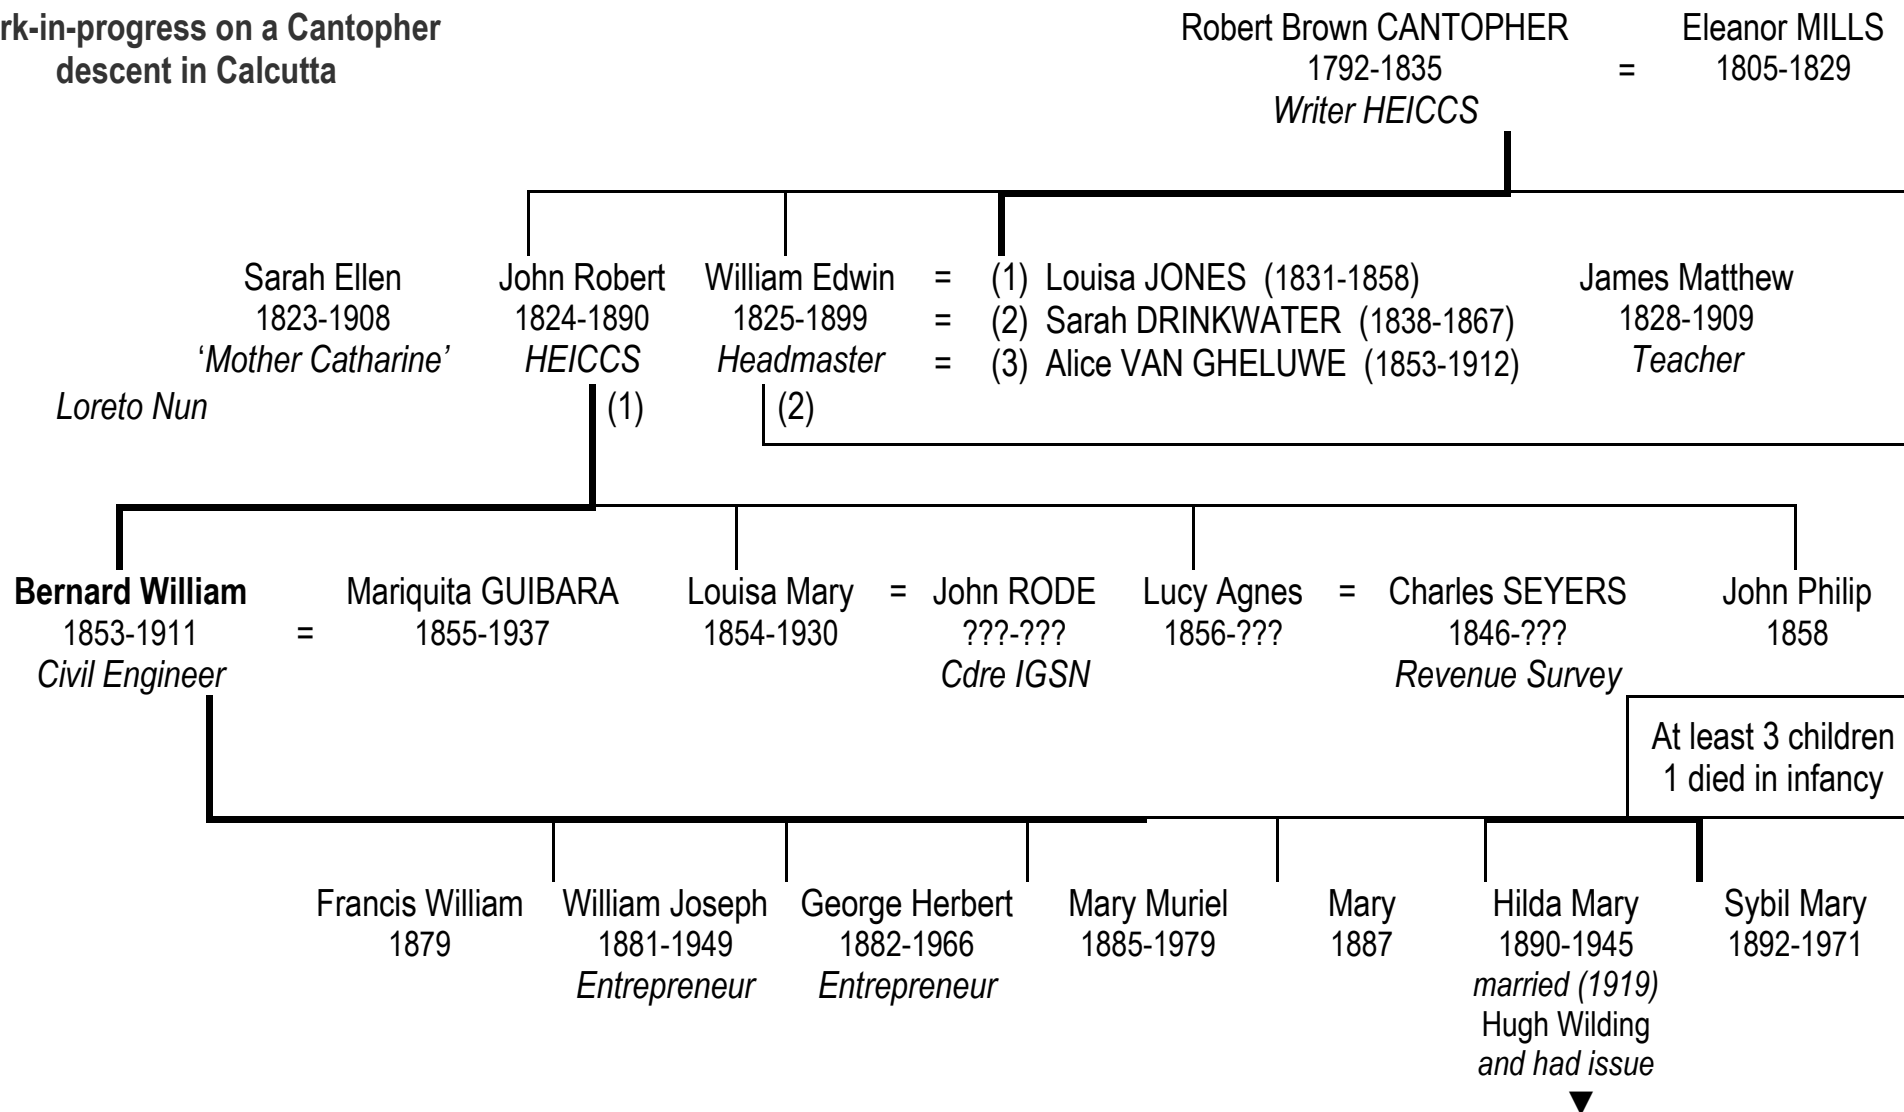 rk-in-progress on a Cantopher
descent in Calcutta
Robert Brown CANTOPHER Eleanor MILLS
1792-1835 = 1805-1829
Writer HEICCS
Sarah Ellen John Robert William Edwin = (1) Louisa JONES (1831-1858) James Matthew
1823-1908 1824-1890 1825-1899 = (2) Sarah DRINKWATER (1838-1867) 1828-1909
‘Mother Catharine’ HEICCS Headmaster = (3) Alice VAN GHELUWE (1853-1912) Teacher
Loreto Nun (1) (2)
Bernard William Mariquita GUIBARA Louisa Mary = John RODE Lucy Agnes = Charles SEYERS John Philip
1853-1911 = 1855-1937 1854-1930 ???-??? 1856-??? 1846-??? 1858
Civil Engineer Cdre IGSN Revenue Survey
At least 3 children
1 died in infancy
Francis William William Joseph George Herbert Mary Muriel Mary Hilda Mary Sybil Mary
1879 1881-1949 1882-1966 1885-1979 1887 1890-1945 1892-1971
Entrepreneur Entrepreneur married (1919)
Hugh Wilding
and had issue